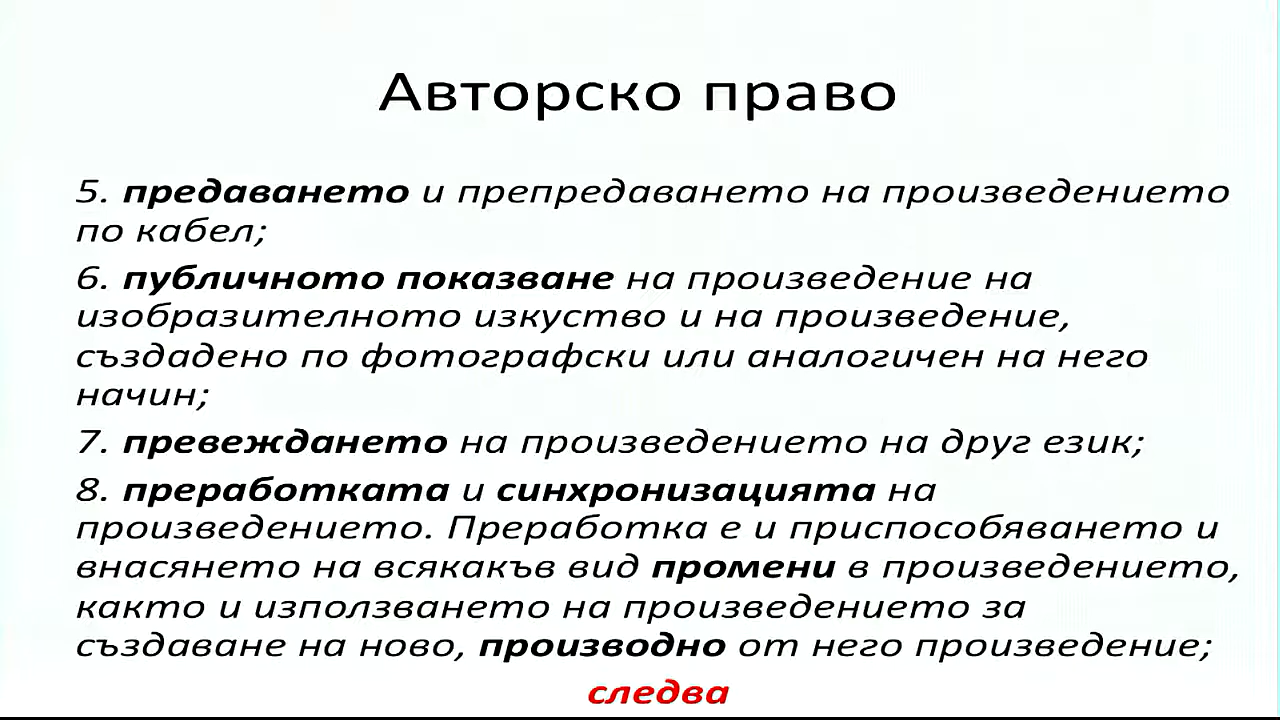 Авторско право
5. предаването и препредаването на произведението
по кабел;
6. публичното показване на произведение на
изобразителното изкуство и на произведение,
създадено по фотографски или аналогичен на него
начин;
7. превеждането на произведението на друг език;
8. преработката и синхронизацията на
произведението. Преработка е и приспособяването и
внасянето на всякакъв вид промени в произведението,
както и използването на произведението за
създаване на ново, производно от него произведение;
следва